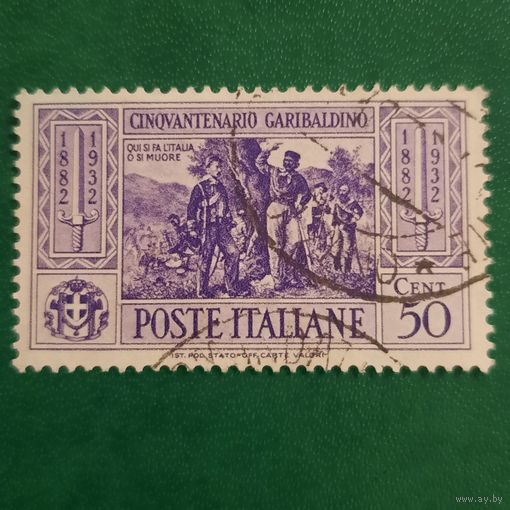 CINQVANTENARIO GARIBALDINO
QUI SI FA L'ITALIA
O SI MUORE
1882
1932
1882
1932
CENT
50
POSTE·ITALIANE
IST. POL. STATO·OFF. CARTE VALORI
www.ay.by